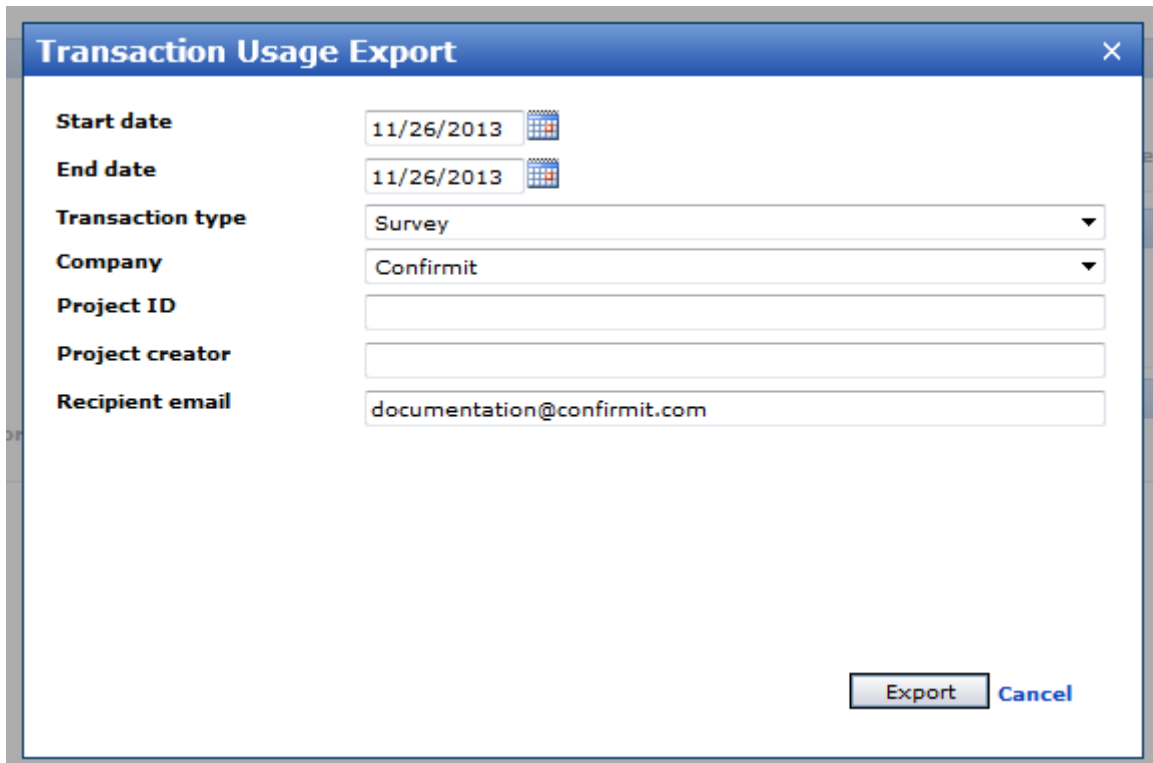 Transaction Usage Export
Start date 11/26/2013
End date 11/26/2013
Transaction type Survey
Company Confirmit
Project ID
Project creator
Recipient email documentation@confirmit.com
Export Cancel